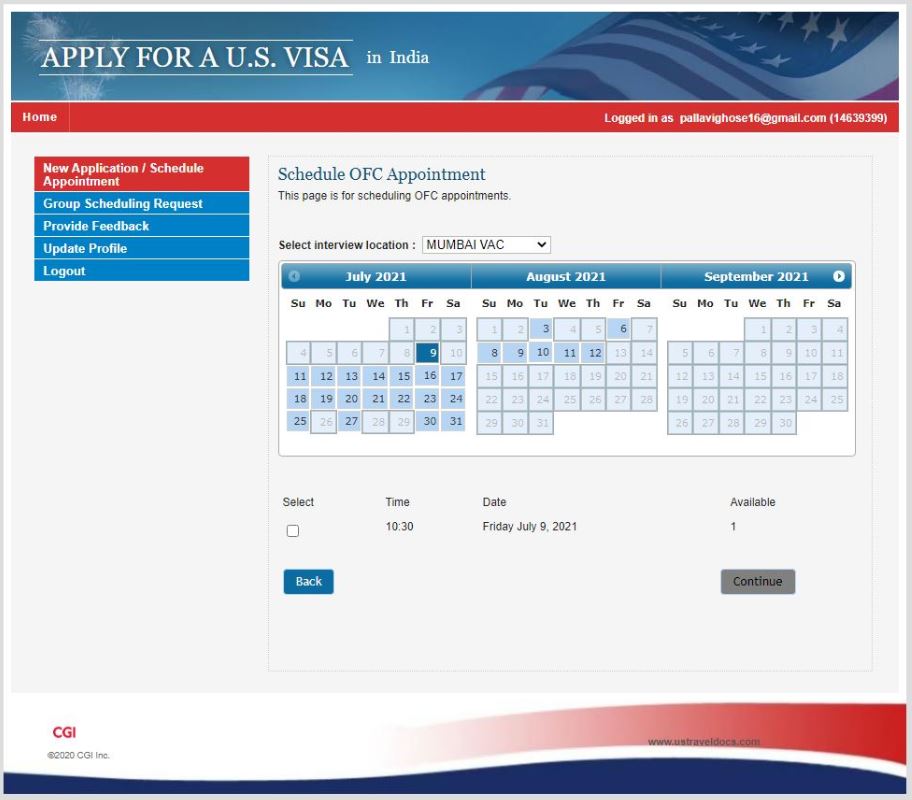 APPLY FOR A U.S. VISA in India
Home
Logged in as pallavighose16@gmail.com (14639399)
New Application / Schedule
Appointment
Group Scheduling Request
Provide Feedback
Update Profile
Logout
Schedule OFC Appointment
This page is for scheduling OFC appointments.
Select interview location : MUMBAI VAC
July 2021
Su Mo Tu We Th Fr Sa
1 2 3
4 5 6 7 8 9 10
11 12 13 14 15 16 17
18 19 20 21 22 23 24
25 26 27 28 29 30 31
August 2021
Su Mo Tu We Th Fr Sa
1 2 3 4 5 6 7
8 9 10 11 12 13 14
15 16 17 18 19 20 21
22 23 24 25 26 27 28
29 30 31
September 2021
Su Mo Tu We Th Fr Sa
1 2 3 4
5 6 7 8 9 10 11
12 13 14 15 16 17 18
19 20 21 22 23 24 25
26 27 28 29 30
Select Time Date Available
10:30 Friday July 9, 2021 1
Back
Continue
CGI
©2020 CGI Inc.
www.ustraveldocs.com